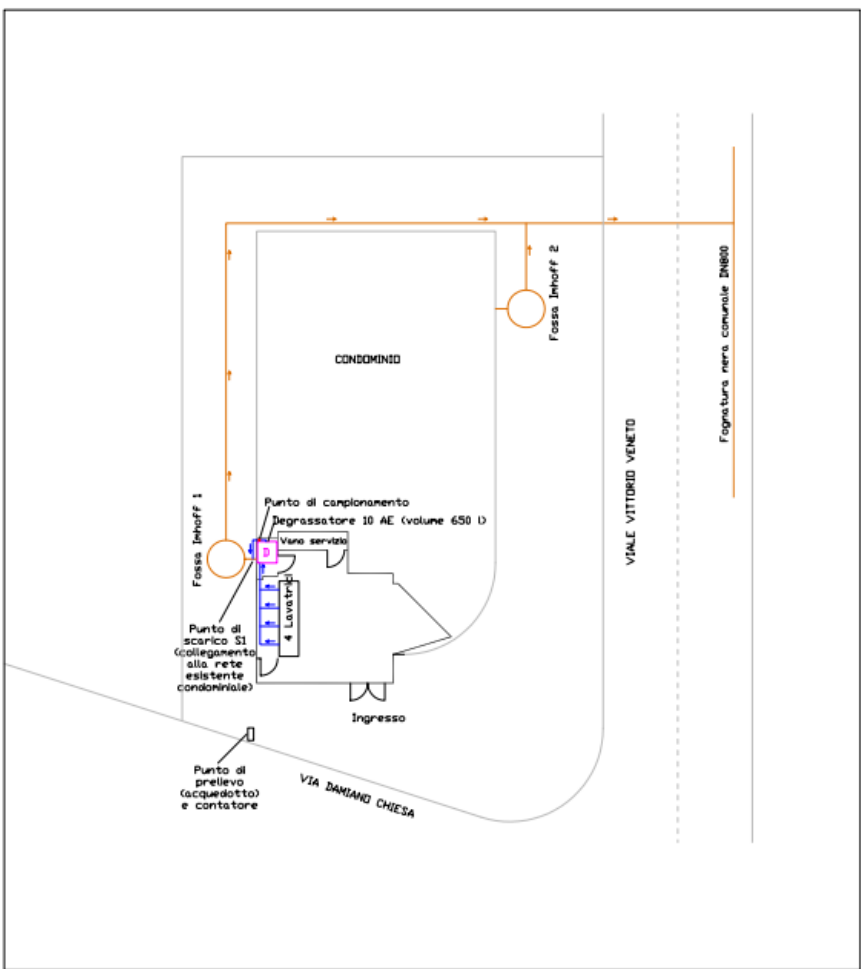 Fossa Imhoff 2
Fognatura nera comunale DN800
CONDOMINIO
VIALE VITTORIO VENETO
Punto di campionamento
Degrassatore 10 AE (volume 650 l)
Fossa Imhoff 1
Vano servizio
D
4 Lavatrici
Punto di
scarico S1
(collegamento
alla rete
esistente
condominiale)
Ingresso
Punto di
prelievo
(acquedotto)
e contatore
VIA DAMIANO CHIESA